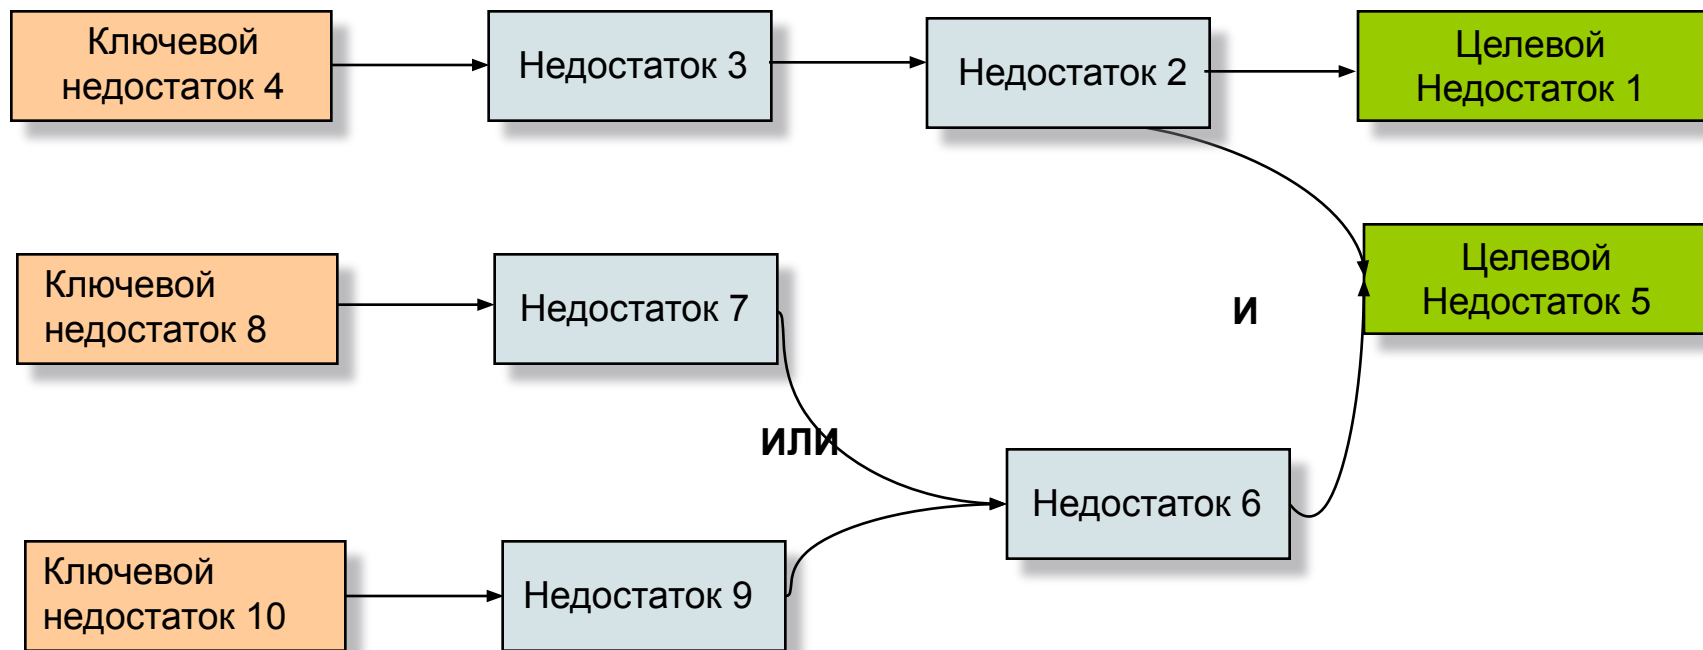 Ключевой
недостаток 4
Недостаток 3
Недостаток 2
Целевой
Недостаток 1
Ключевой
недостаток 8
Недостаток 7
И
Целевой
Недостаток 5
ИЛИ
Недостаток 6
Ключевой
недостаток 10
Недостаток 9